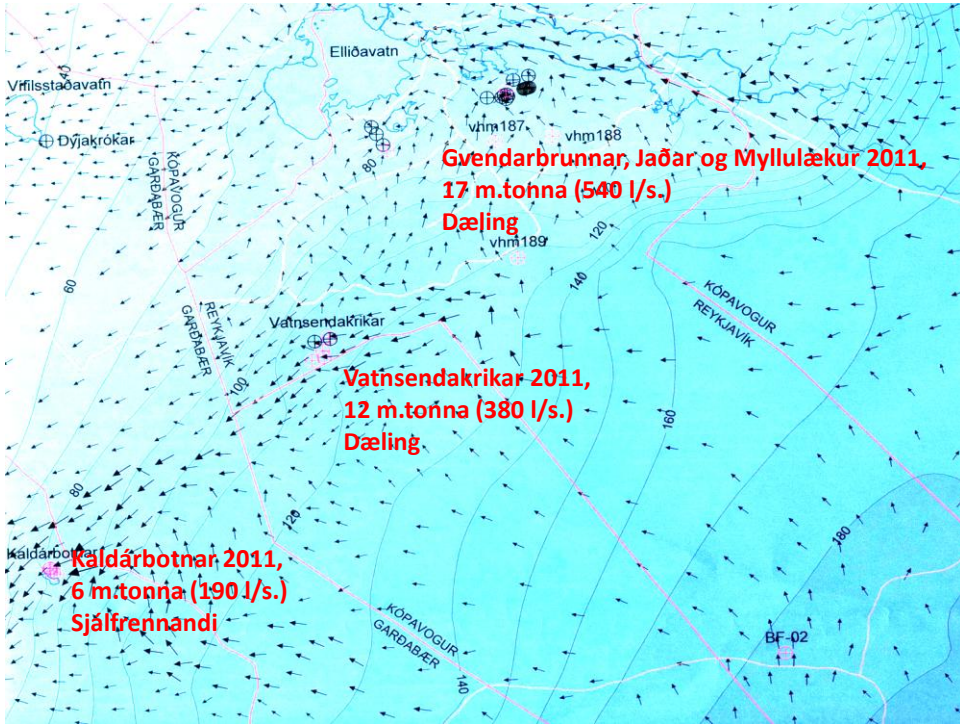 Elliðavatn
40
Vífilsstaðavatn
Dýjakrókar
vhm187
vhm188
80
KÓPAVOGUR
GARÐABÆR
Gvendarbrunnar, Jaðar og Myllulækur 2011,
17 m.tonna (540 l/s.)
Dæling
120
vhm189
140
60
KÓPAVOGUR
REYKJAVÍK
REYKJAVÍK
GARÐABÆR
Vatnsendakrikar
100
Vatnsendakrikar 2011,
12 m.tonna (380 l/s.)
Dæling
160
80
120
180
Kaldárbotnar
Kaldárbotnar 2011,
6 m.tonna (190 l/s.)
Sjálfrennandi
KÓPAVOGUR
GARÐABÆR
BF-02
140